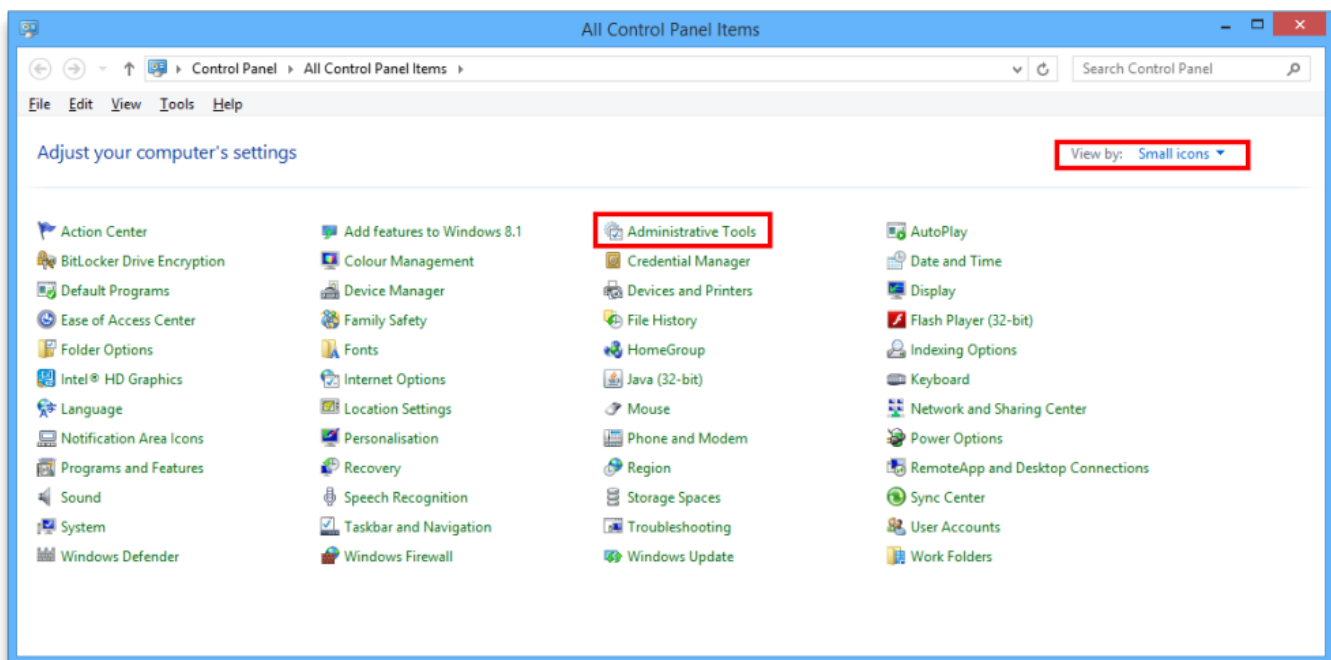 All Control Panel Items
Control Panel All Control Panel Items Search Control Panel
File Edit View Tools Help
Adjust your computer's settings View by: Small icons
Action Center Add features to Windows 8.1 Administrative Tools AutoPlay
BitLocker Drive Encryption Colour Management Credential Manager Date and Time
Default Programs Device Manager Devices and Printers Display
Ease of Access Center Family Safety File History Flash Player (32-bit)
Folder Options Fonts HomeGroup Indexing Options
Intel® HD Graphics Internet Options Java (32-bit) Keyboard
Language Location Settings Mouse Network and Sharing Center
Notification Area Icons Personalisation Phone and Modem Power Options
Programs and Features Recovery Region RemoteApp and Desktop Connections
Sound Speech Recognition Storage Spaces Sync Center
System Taskbar and Navigation Troubleshooting User Accounts
Windows Defender Windows Firewall Windows Update Work Folders